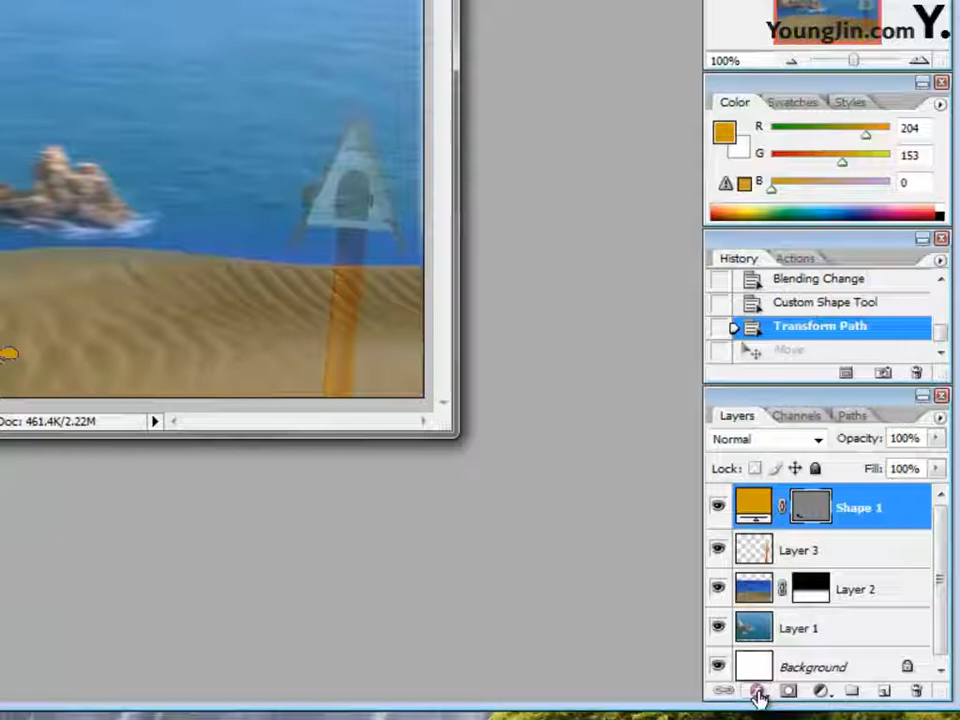 YoungJin.com Y.
100%
Color Swatches Styles
R 204
G 153
B 0
History Actions
Blending Change
Custom Shape Tool
Transform Path
Move
Doc: 461.4K/2.22M
Layers Channels Paths
Normal Opacity: 100%
Lock: Fill: 100%
Shape 1
Layer 3
Layer 2
Layer 1
Background